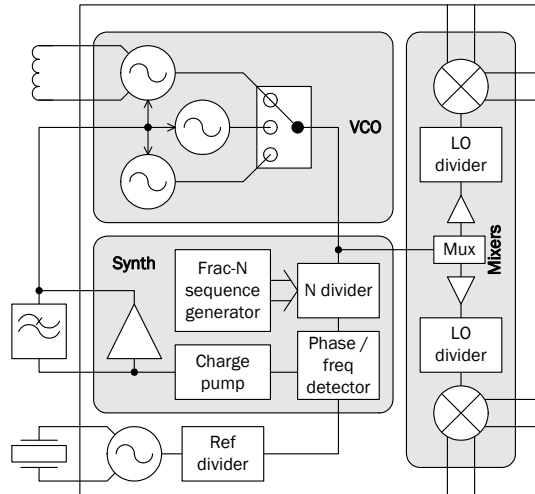 VCO
LO
divider
Mux
Mixers
LO
divider
Synth
Frac-N
sequence
generator
N divider
Charge
pump
Phase /
freq
detector
Ref
divider